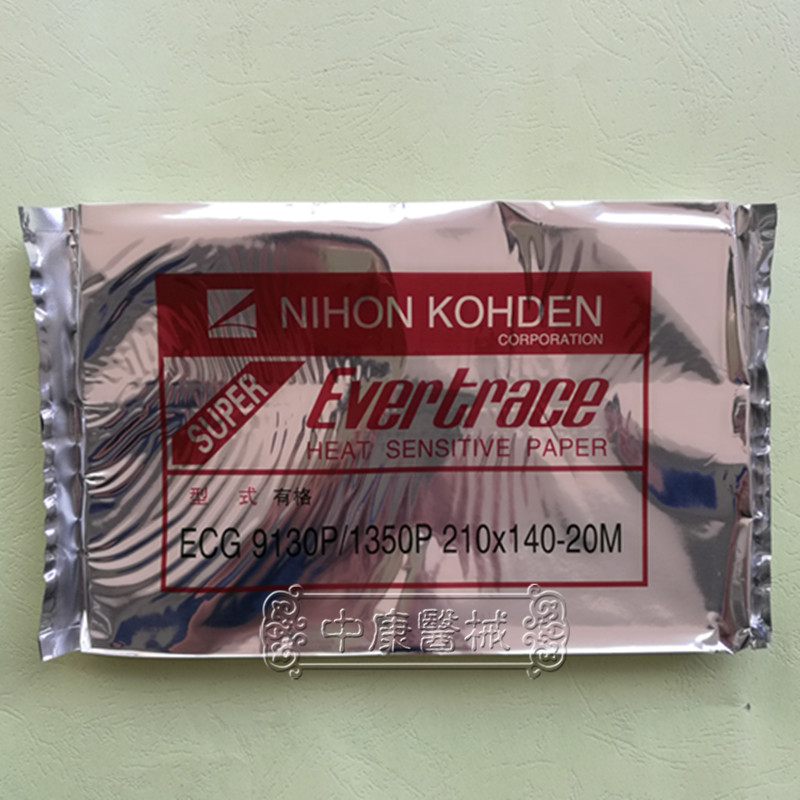 NIHON KOHDEN
CORPORATION
SUPER
Evertrace
HEAT SENSITIVE PAPER
型 式 有格
ECG 9130P/1350P 210x140-20M
中康醫械